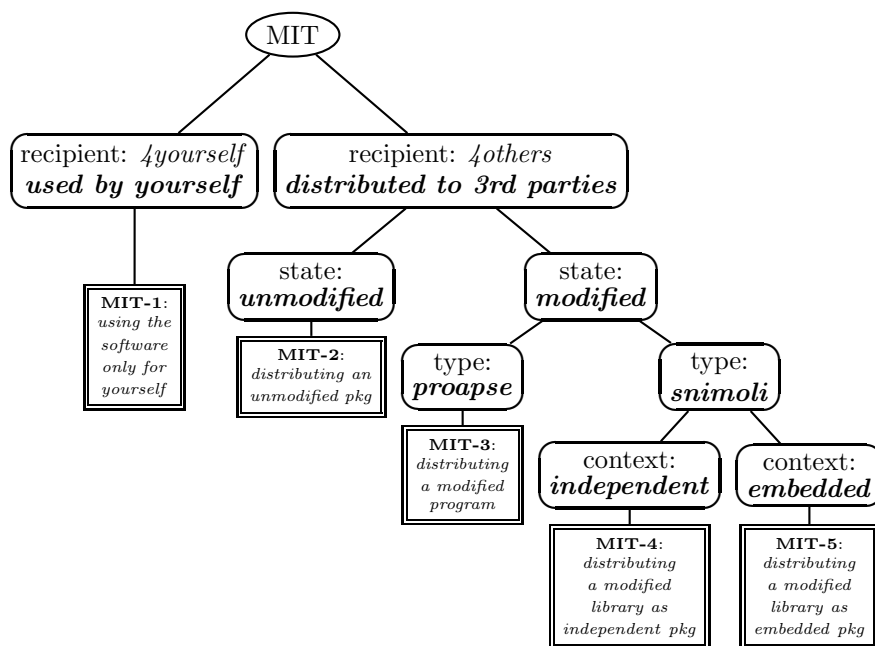 MIT
recipient: 4yourself
used by yourself
recipient: 4others
distributed to 3rd parties
state:
unmodified
state:
modified
MIT-1:
using the
software
only for
yourself
MIT-2:
distributing an
unmodified pkg
type:
proapse
type:
snimoli
MIT-3:
distributing
a modified
program
context:
independent
context:
embedded
MIT-4:
distributing
a modified
library as
independent pkg
MIT-5:
distributing
a modified
library as
embedded pkg